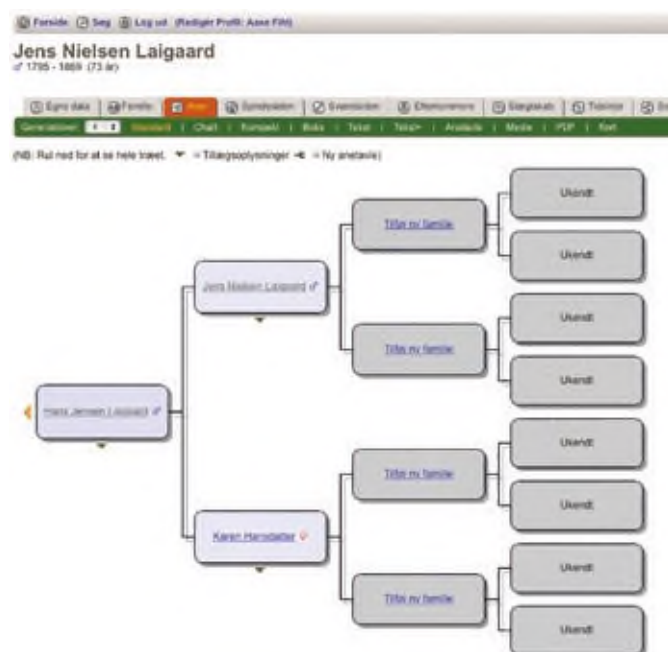 Forside Søg Log ud (Rediger Profil: Aase Fihl)
Jens Nielsen Laigaard
♂ 1795 - 1869 (73 år)
Egne data Familie Aner Efterkommere
Generationer: Standard | Chart | Kompakt | Boks | Tekst | Tekst+ | Anetavle | Medie | PDF | Kort
(NB: Rul ned for at se hele træet. = Tillægsoplysninger = Ny anetavle)
Ukendt
Tilføj ny familie
Ukendt
Jens Nielsen Laigaard ♂
Ukendt
Tilføj ny familie
Ukendt
Hans Jensen Laigaard ♂
Ukendt
Tilføj ny familie
Ukendt
Karen Hansdatter ♀
Ukendt
Tilføj ny familie
Ukendt